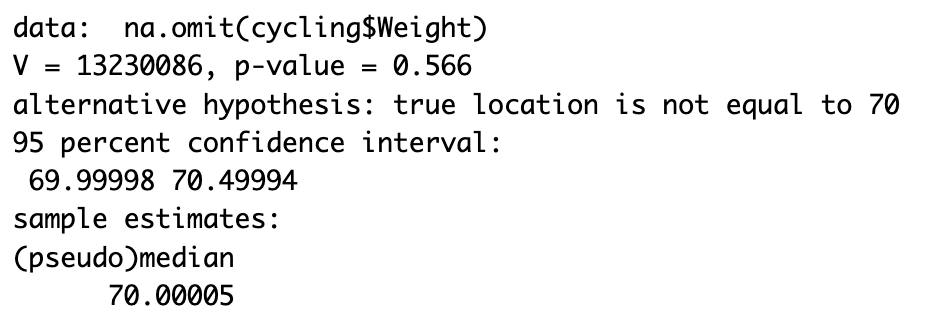 data:  na.omit(cycling$Weight)
V = 13230086, p-value = 0.566
alternative hypothesis: true location is not equal to 70
95 percent confidence interval:
 69.99998 70.49994
sample estimates:
(pseudo)median
      70.00005